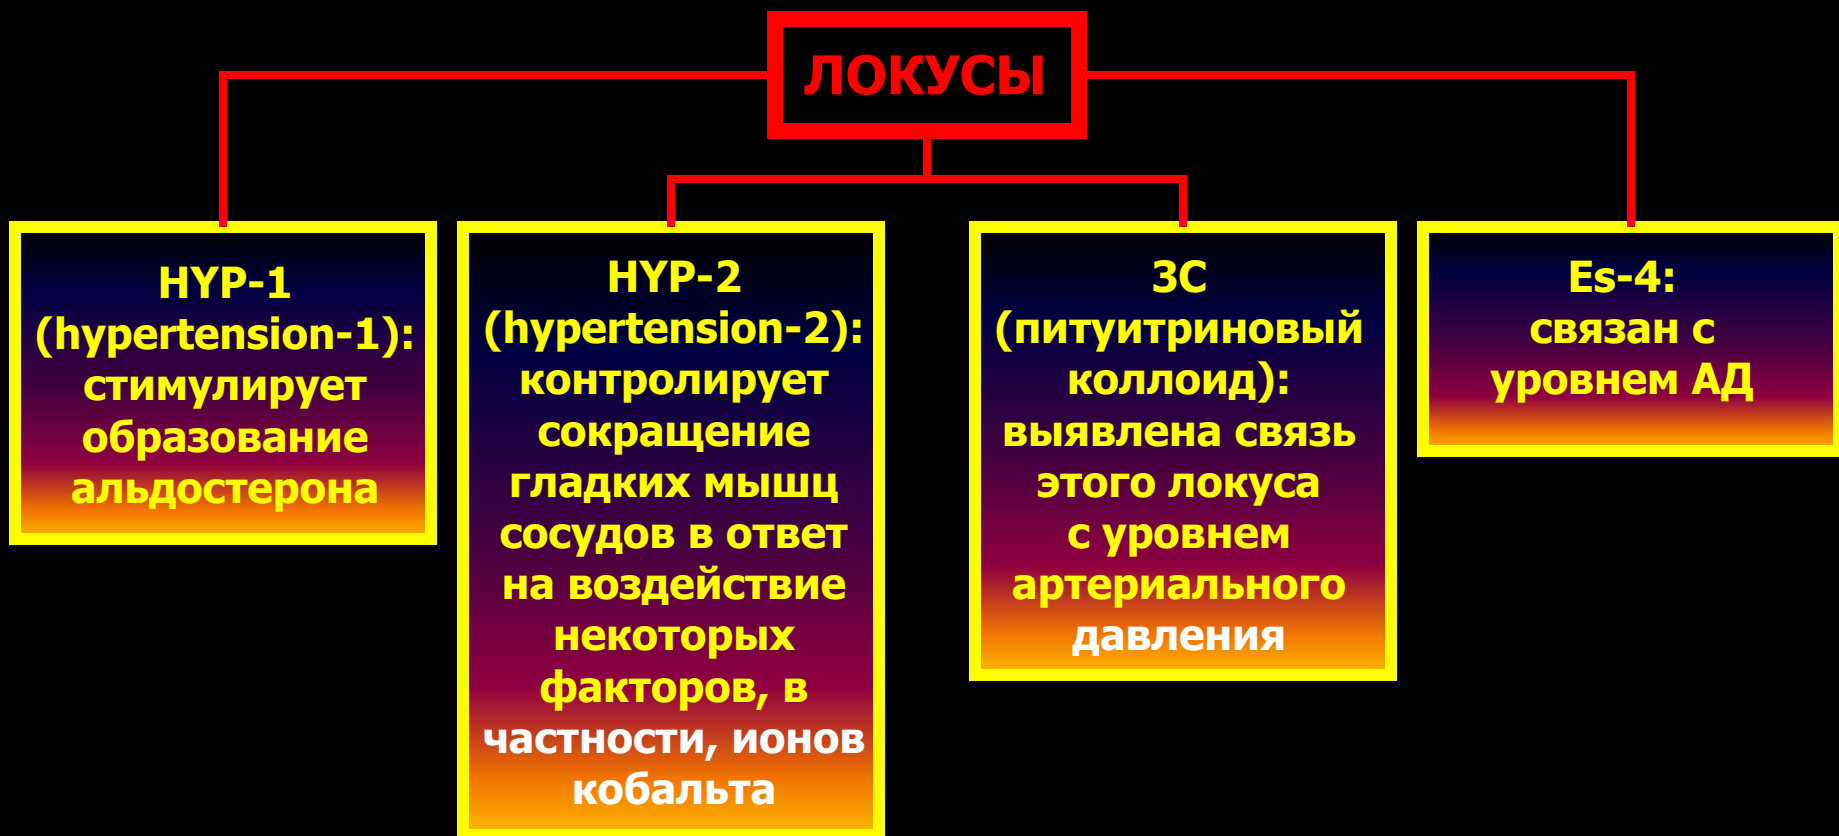 ЛОКУСЫ
HYP-1
(hypertension-1):
стимулирует
образование
альдостерона
HYP-2
(hypertension-2):
контролирует
сокращение
гладких мышц
сосудов в ответ
на воздействие
некоторых
факторов, в
частности, ионов
кобальта
3С
(питуитриновый
коллоид):
выявлена связь
этого локуса
с уровнем
артериального
давления
Es-4:
связан с
уровнем АД